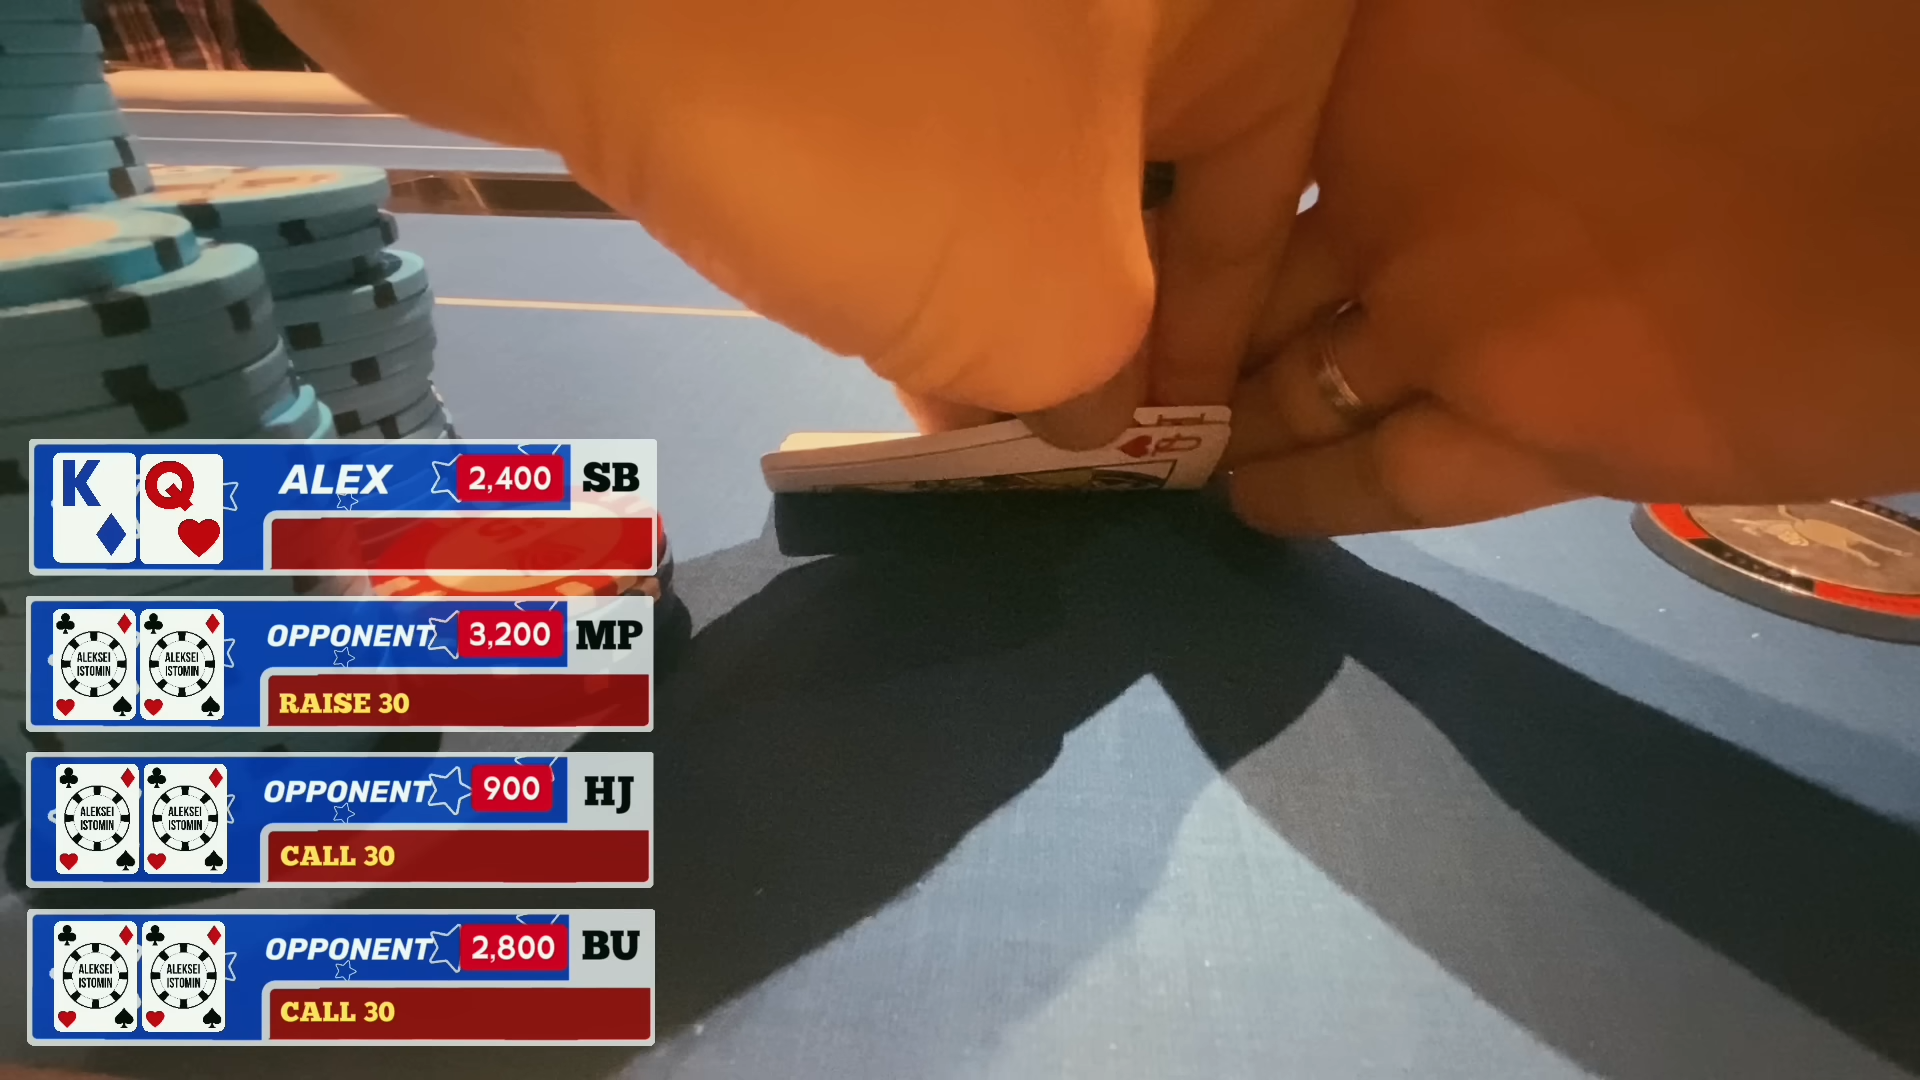 K Q ALEX 2,400 SB
ALEKSEI ISTOMIN ALEKSEI ISTOMIN OPPONENT 3,200 MP
RAISE 30
ALEKSEI ISTOMIN ALEKSEI ISTOMIN OPPONENT 900 HJ
CALL 30
ALEKSEI ISTOMIN ALEKSEI ISTOMIN OPPONENT 2,800 BU
CALL 30
Q